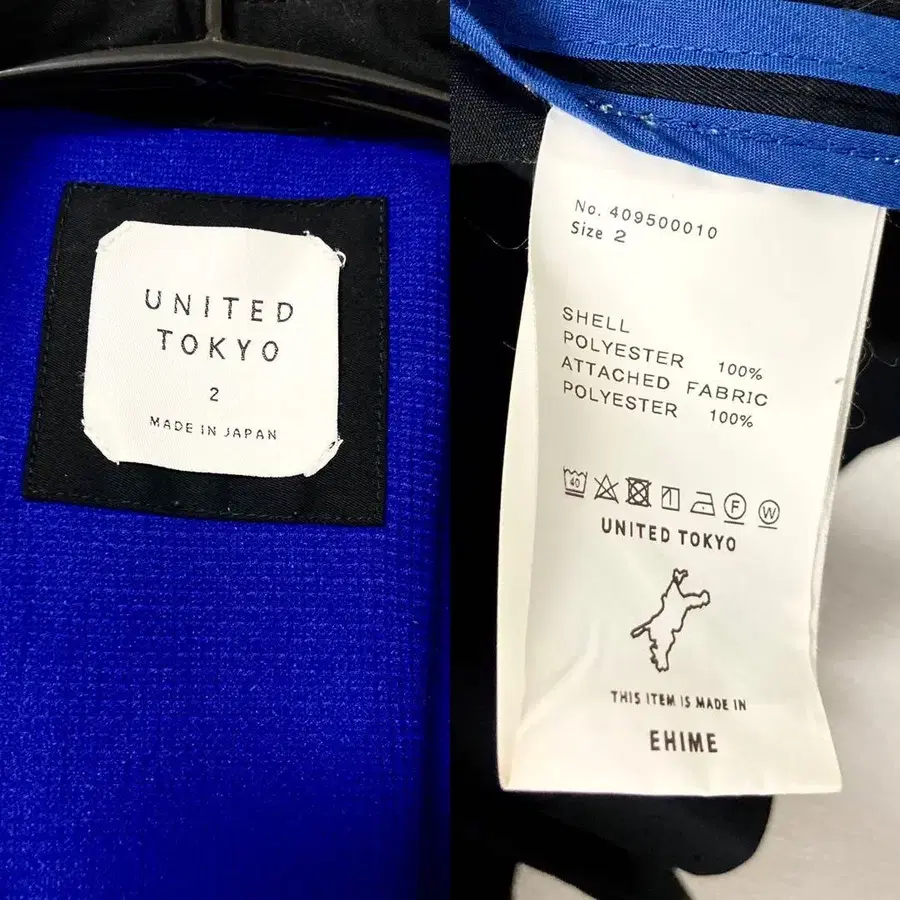 UNITED
TOKYO
2
MADE IN JAPAN
No. 409500010
Size 2
SHELL
POLYESTER 100%
ATTACHED FABRIC
POLYESTER 100%
40 F W
UNITED TOKYO
THIS ITEM IS MADE IN
EHIME